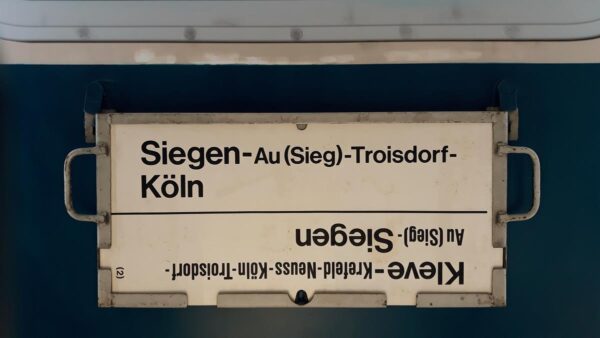 Siegen-Au (Sieg)-Troisdorf-
Köln
Kleve-Krefeld-Neuss-Köln-Troisdorf-
Au (Sieg)-Siegen
(2)